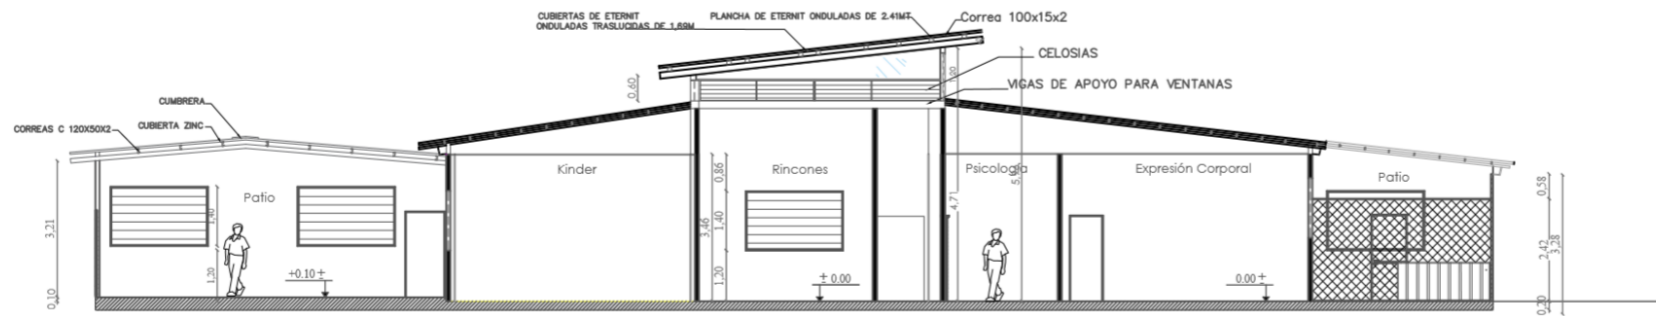 CUBIERTAS DE ETERNIT
ONDULADAS TRASLUCIDAS DE 1,69M
PLANCHA DE ETERNIT ONDULADAS DE 2.41MT
Correa 100x15x2
CELOSIAS
VIGAS DE APOYO PARA VENTANAS
0,60
1,00
CUMBRERA
CUBIERTA ZINC
CORREAS C 120X50X2
Kinder
Rincones
Psicología
Expresión Corporal
Patio
Patio
3,21
0,10
1,40
1,20
+0.10 ±
3,46
0,86
1,40
1,20
± 0.00
4,71
0.00 ±
0,58
2,42
3,28
0,20